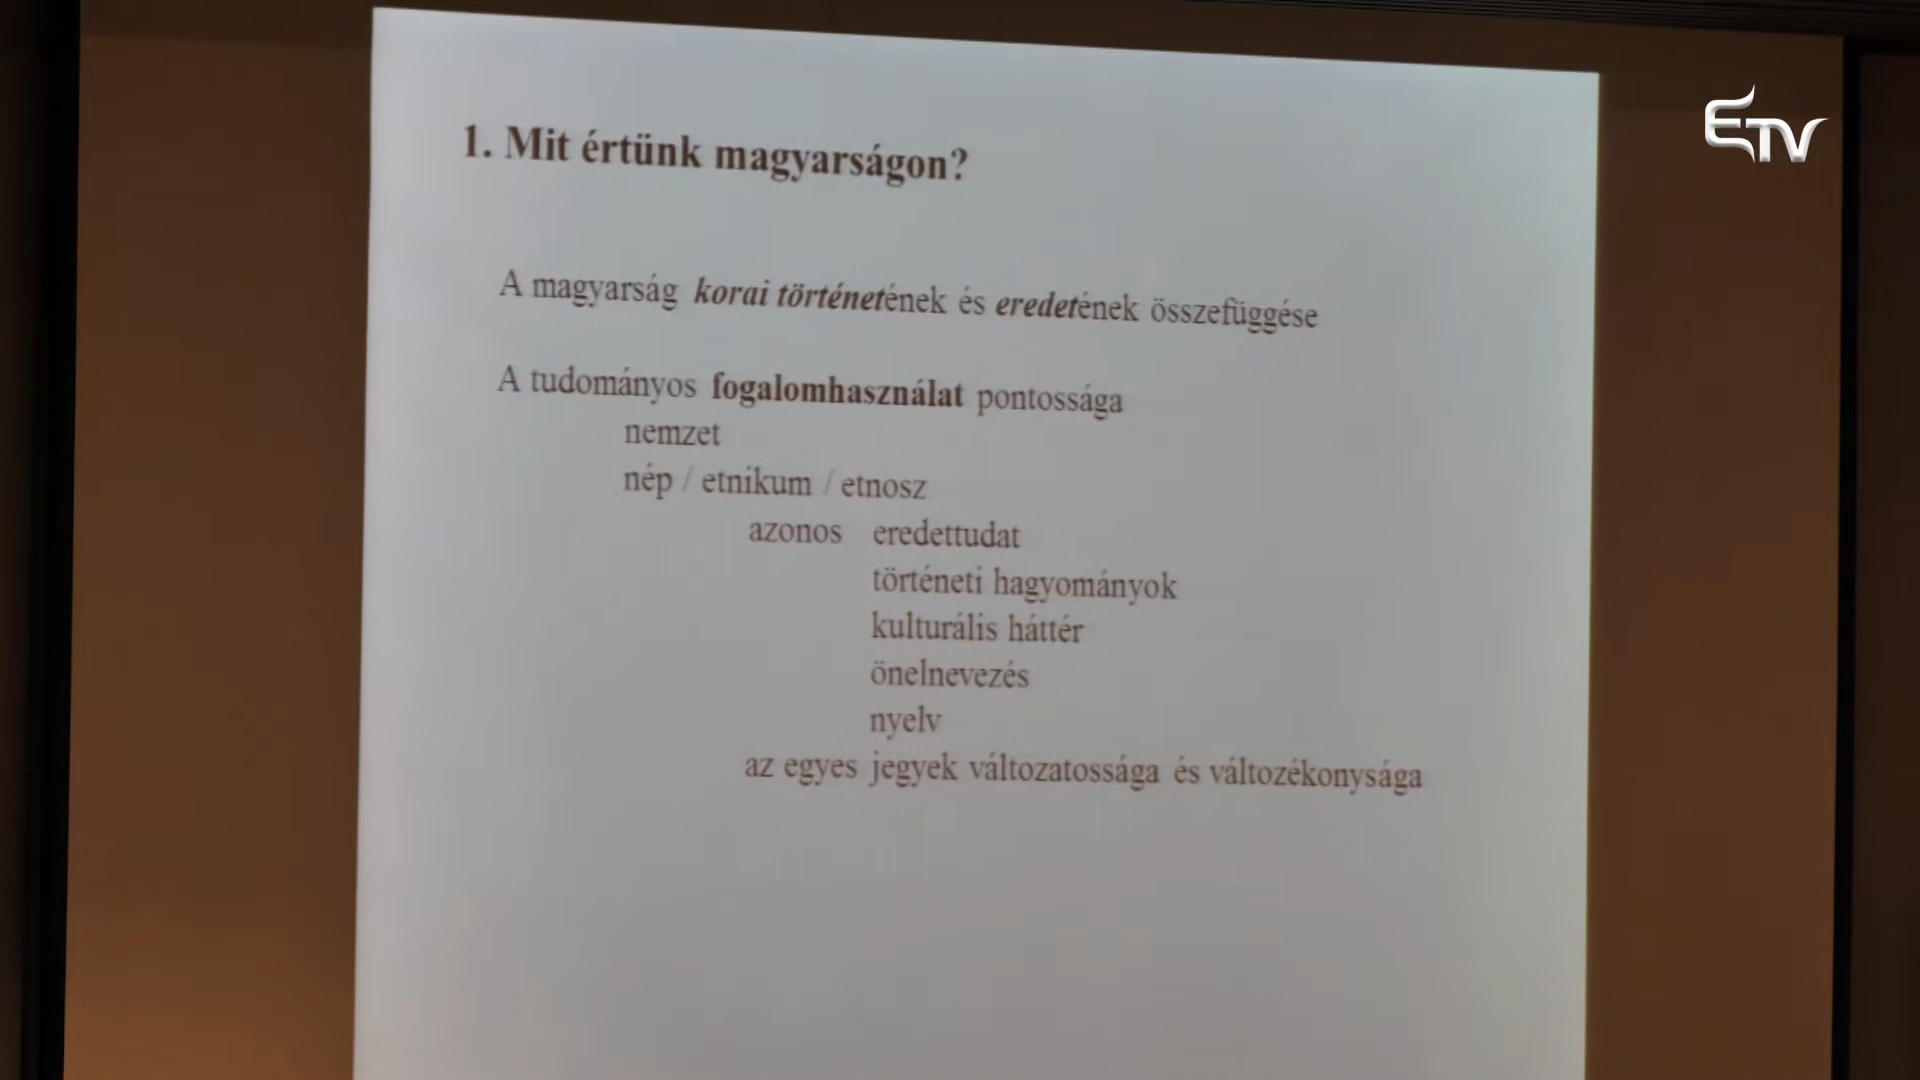 ETV
1. Mit értünk magyarságon?
A magyarság korai történetének és eredetének összefüggése
A tudományos fogalomhasználat pontossága
nemzet
nép / etnikum / etnosz
azonos eredettudat
történeti hagyományok
kulturális háttér
önelnevezés
nyelv
az egyes jegyek változatossága és változékonysága